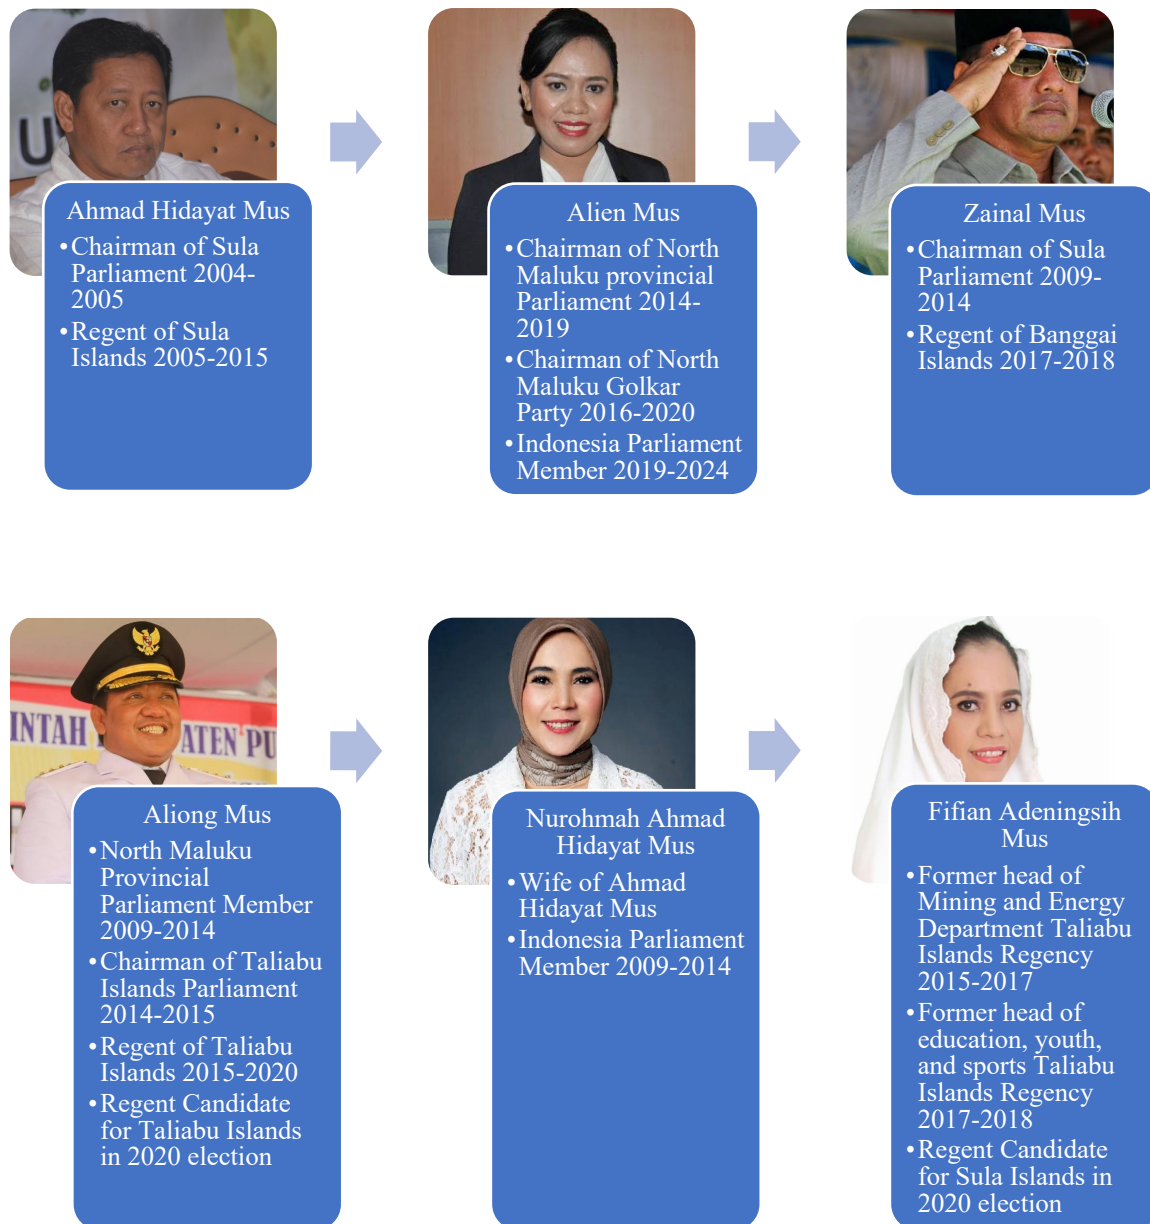 U
Ahmad Hidayat Mus
•Chairman of Sula
Parliament 2004-
2005
•Regent of Sula
Islands 2005-2015
Alien Mus
•Chairman of North
Maluku provincial
Parliament 2014-
2019
•Chairman of North
Maluku Golkar
Party 2016-2020
•Indonesia Parliament
Member 2019-2024
Zainal Mus
•Chairman of Sula
Parliament 2009-
2014
•Regent of Banggai
Islands 2017-2018
INTAH ATEN PU
Aliong Mus
•North Maluku
Provincial
Parliament Member
2009-2014
•Chairman of Taliabu
Islands Parliament
2014-2015
•Regent of Taliabu
Islands 2015-2020
•Regent Candidate
for Taliabu Islands
in 2020 election
Nurohmah Ahmad
Hidayat Mus
•Wife of Ahmad
Hidayat Mus
•Indonesia Parliament
Member 2009-2014
Fifian Adeningsih
Mus
•Former head of
Mining and Energy
Department Taliabu
Islands Regency
2015-2017
•Former head of
education, youth,
and sports Taliabu
Islands Regency
2017-2018
•Regent Candidate
for Sula Islands in
2020 election